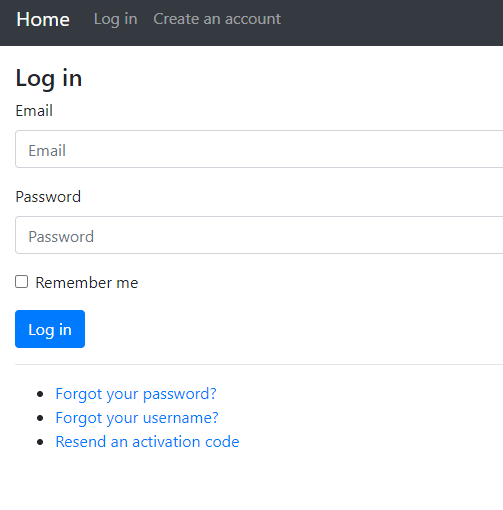 Home Log in Create an account
Log in
Email
Email
Password
Password
Remember me
Log in
Forgot your password?
Forgot your username?
Resend an activation code